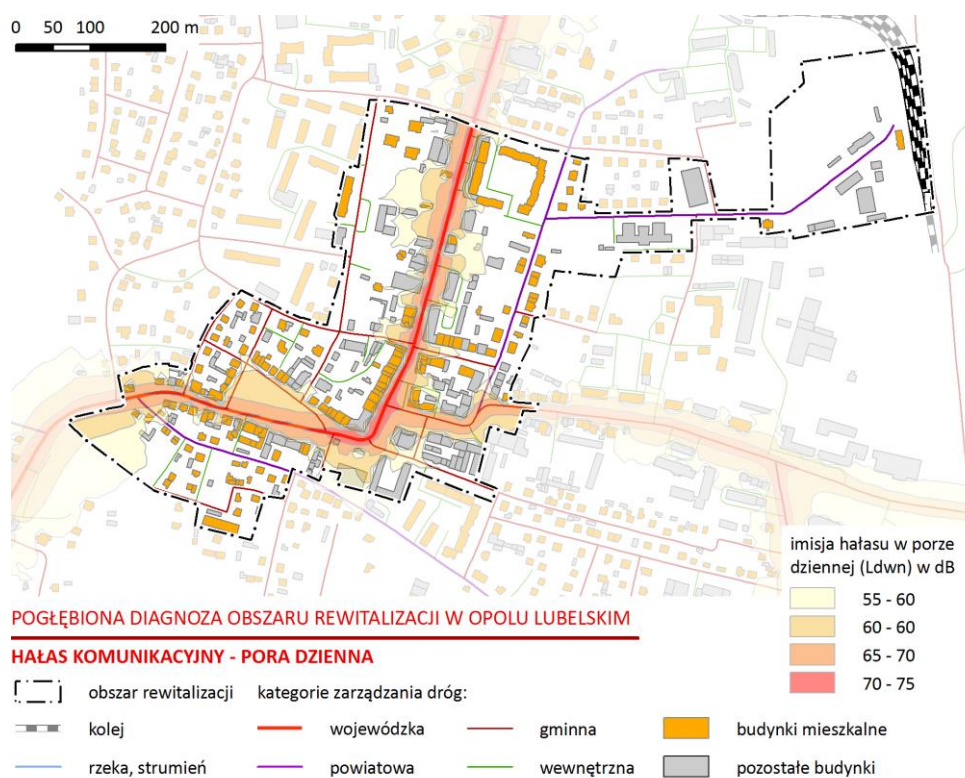 0 50 100 200 m
imisja hałasu w porze
dziennej (Ldwn) w dB
55 - 60
60 - 60
65 - 70
70 - 75
POGŁĘBIONA DIAGNOZA OBSZARU REWITALIZACJI W OPOLU LUBELSKIM
HAŁAS KOMUNIKACYJNY - PORA DZIENNA
obszar rewitalizacji kategorie zarządzania dróg:
kolej wojewódzka gminna budynki mieszkalne
rzeka, strumień powiatowa wewnętrzna pozostałe budynki